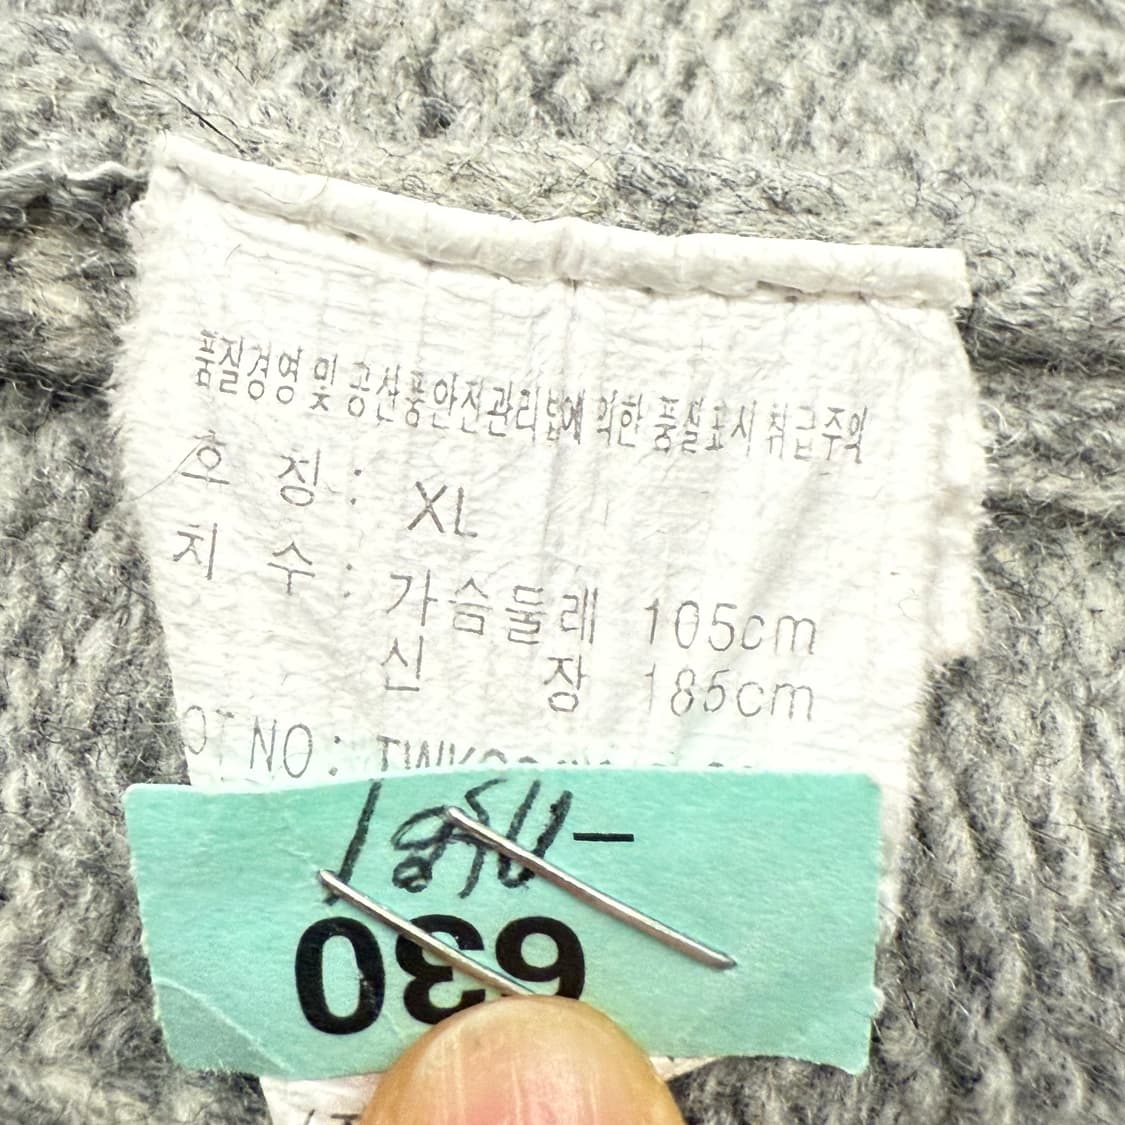 품질경영 및 공산품안전관리법에 의한 품질표시 취급주의
호 칭 : XL
치 수 : 가슴둘레 105cm
신 장 185cm
OT NO :
630